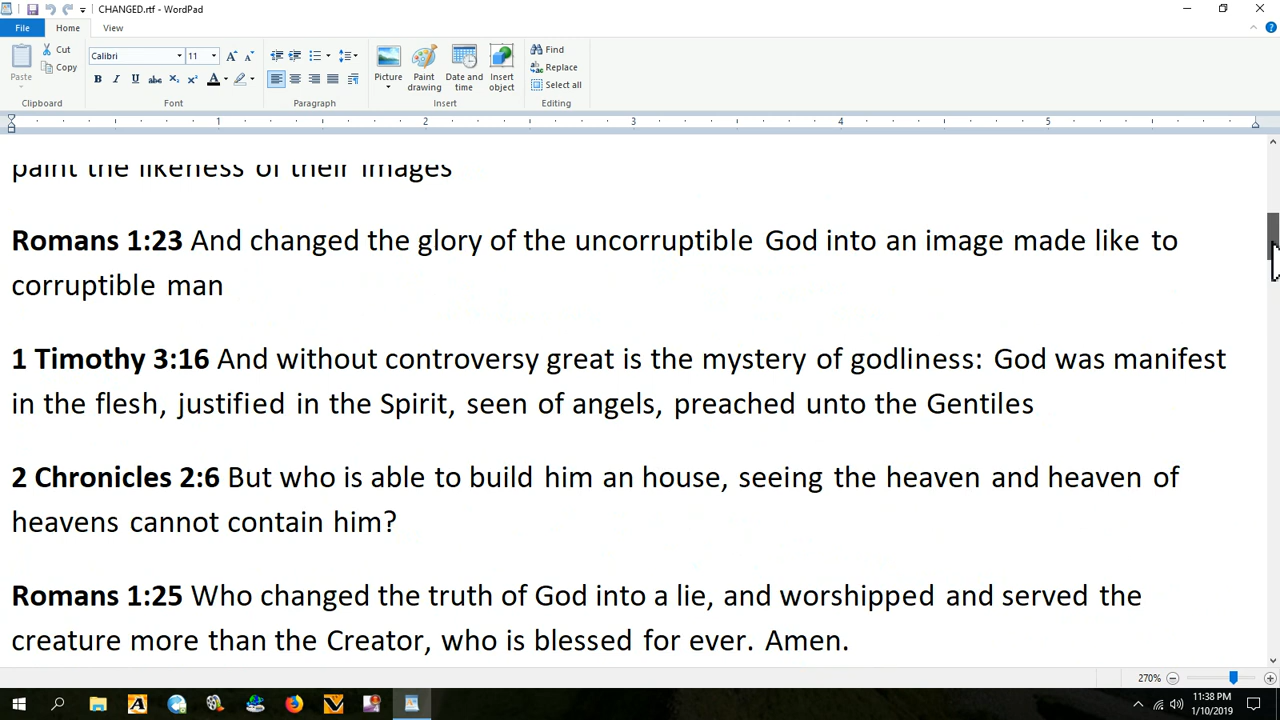 CHANGED.rtf - WordPad
File Home View
Paste
Cut
Copy
Clipboard
Calibri 11
Font
Paragraph
Picture
Paint drawing
Date and time
Insert object
Insert
Find
Replace
Select all
Editing
1 2 3 4 5
paint the likeness of their images
Romans 1:23 And changed the glory of the uncorruptible God into an image made like to
corruptible man
1 Timothy 3:16 And without controversy great is the mystery of godliness: God was manifest
in the flesh, justified in the Spirit, seen of angels, preached unto the Gentiles
2 Chronicles 2:6 But who is able to build him an house, seeing the heaven and heaven of
heavens cannot contain him?
Romans 1:25 Who changed the truth of God into a lie, and worshipped and served the
creature more than the Creator, who is blessed for ever. Amen.
270%
11:38 PM
1/10/2019